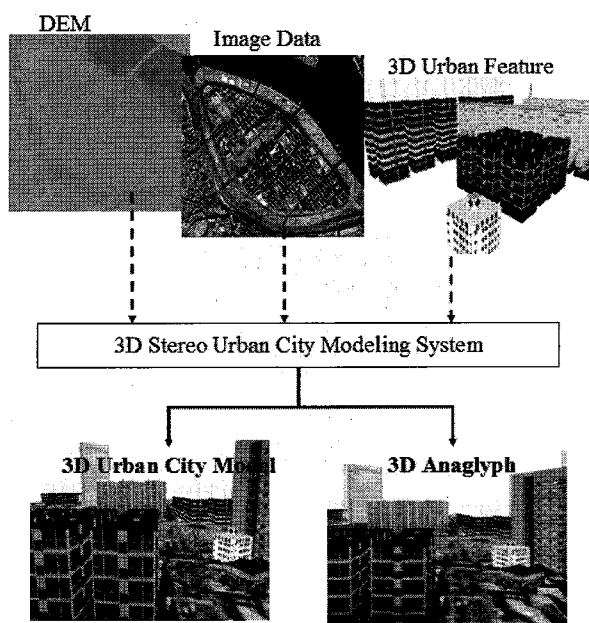 DEM
Image Data
3D Urban Feature
3D Stereo Urban City Modeling System
3D Urban City Model
3D Anaglyph